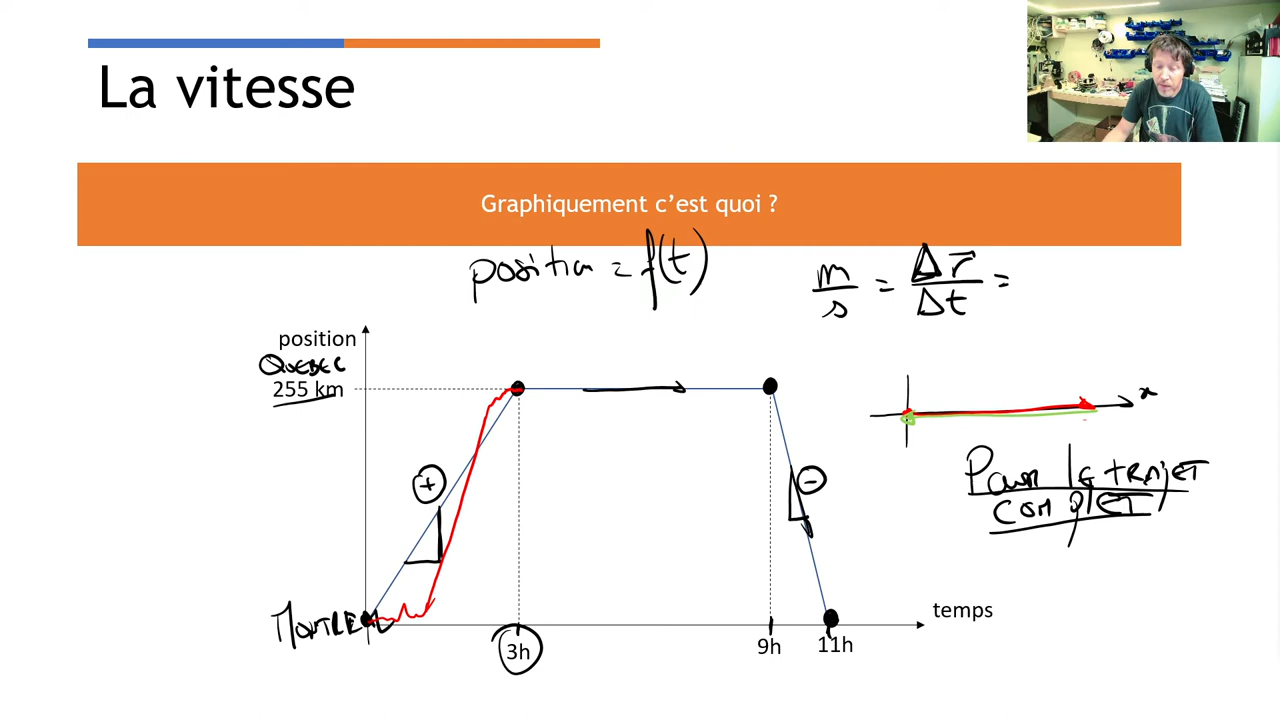 La vitesse
Graphiquement c'est quoi ?
position = f(t)
m/s = Δr/Δt =
position
QUEBEC
255 km
x
+
-
POUR LE TRAJET
COMPLET
MONTREAL
temps
3h
9h
11h